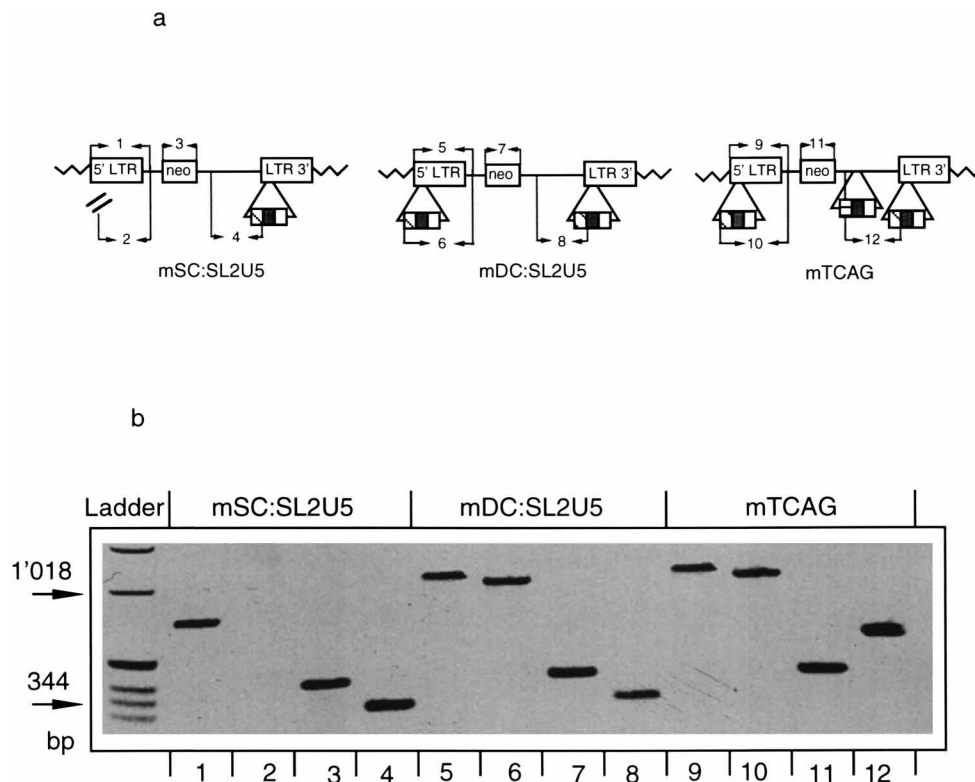 a
1 3 5 7 9 11
5' LTR neo LTR 3' 5' LTR neo LTR 3' 5' LTR neo LTR 3'
2 4 6 8 10 12
mSC:SL2U5 mDC:SL2U5 mTCAG
b
Ladder mSC:SL2U5 mDC:SL2U5 mTCAG
1'018
344
bp
1 2 3 4 5 6 7 8 9 10 11 12